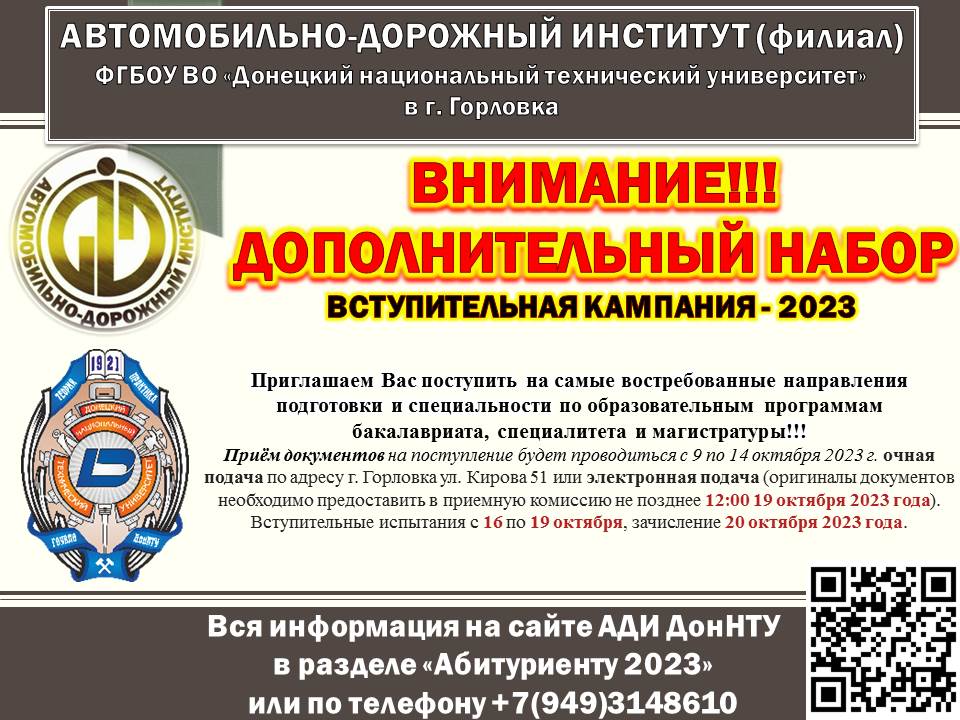 АВТОМОБИЛЬНО-ДОРОЖНЫЙ ИНСТИТУТ (филиал)
ФГБОУ ВО «Донецкий национальный технический университет»
в г. Горловка
АВТОМОБИЛЬНО-ДОРОЖНЫЙ ИНСТИТУТ
ВНИМАНИЕ!!!
ДОПОЛНИТЕЛЬНЫЙ НАБОР
ВСТУПИТЕЛЬНАЯ КАМПАНИЯ - 2023
1921
ТЕОРИЯ
ПРАКТИКА
ДОНЕЦКИЙ
НАЦИОНАЛЬНЫЙ
ТЕХНИЧЕСКИЙ
УНИВЕРСИТЕТ
ДонНТУ
Приглашаем Вас поступить на самые востребованные направления
подготовки и специальности по образовательным программам
бакалавриата, специалитета и магистратуры!!!
Приём документов на поступление будет проводиться с 9 по 14 октября 2023 г. очная
подача по адресу г. Горловка ул. Кирова 51 или электронная подача (оригиналы документов
необходимо предоставить в приемную комиссию не позднее 12:00 19 октября 2023 года).
Вступительные испытания с 16 по 19 октября, зачисление 20 октября 2023 года.
Вся информация на сайте АДИ ДонНТУ
в разделе «Абитуриенту 2023»
или по телефону +7(949)3148610